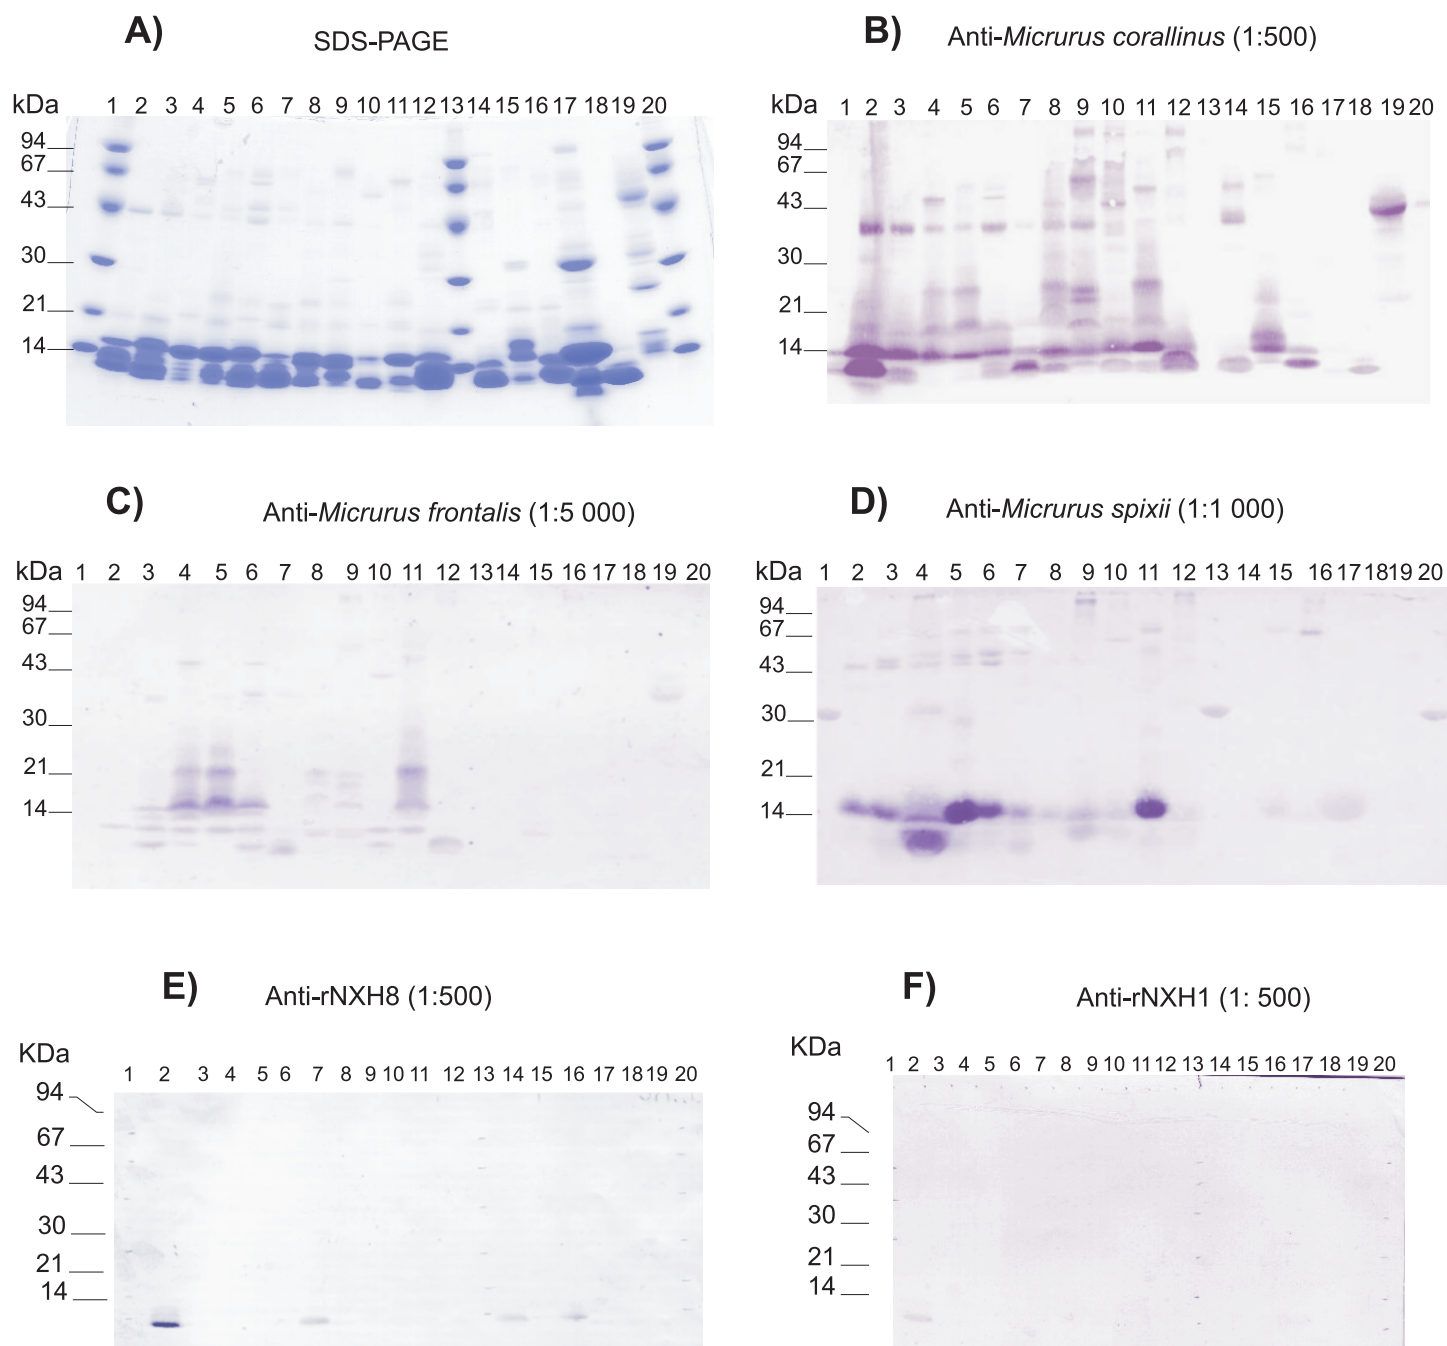 A) SDS-PAGE
kDa 1 2 3 4 5 6 7 8 9 10 11 12 13 14 15 16 17 18 19 20
94
67
43
30
21
14
B) Anti-Micrurus corallinus (1:500)
kDa 1 2 3 4 5 6 7 8 9 10 11 12 13 14 15 16 17 18 19 20
94
67
43
30
21
14
C) Anti-Micrurus frontalis (1:5 000)
kDa 1 2 3 4 5 6 7 8 9 10 11 12 13 14 15 16 17 18 19 20
94
67
43
30
21
14
D) Anti-Micrurus spixii (1:1 000)
kDa 1 2 3 4 5 6 7 8 9 10 11 12 13 14 15 16 17 18 19 20
94
67
43
30
21
14
E) Anti-rNXH8 (1:500)
KDa
1 2 3 4 5 6 7 8 9 10 11 12 13 14 15 16 17 18 19 20
94
67
43
30
21
14
F) Anti-rNXH1 (1: 500)
KDa
1 2 3 4 5 6 7 8 9 10 11 12 13 14 15 16 17 18 19 20
94
67
43
30
21
14